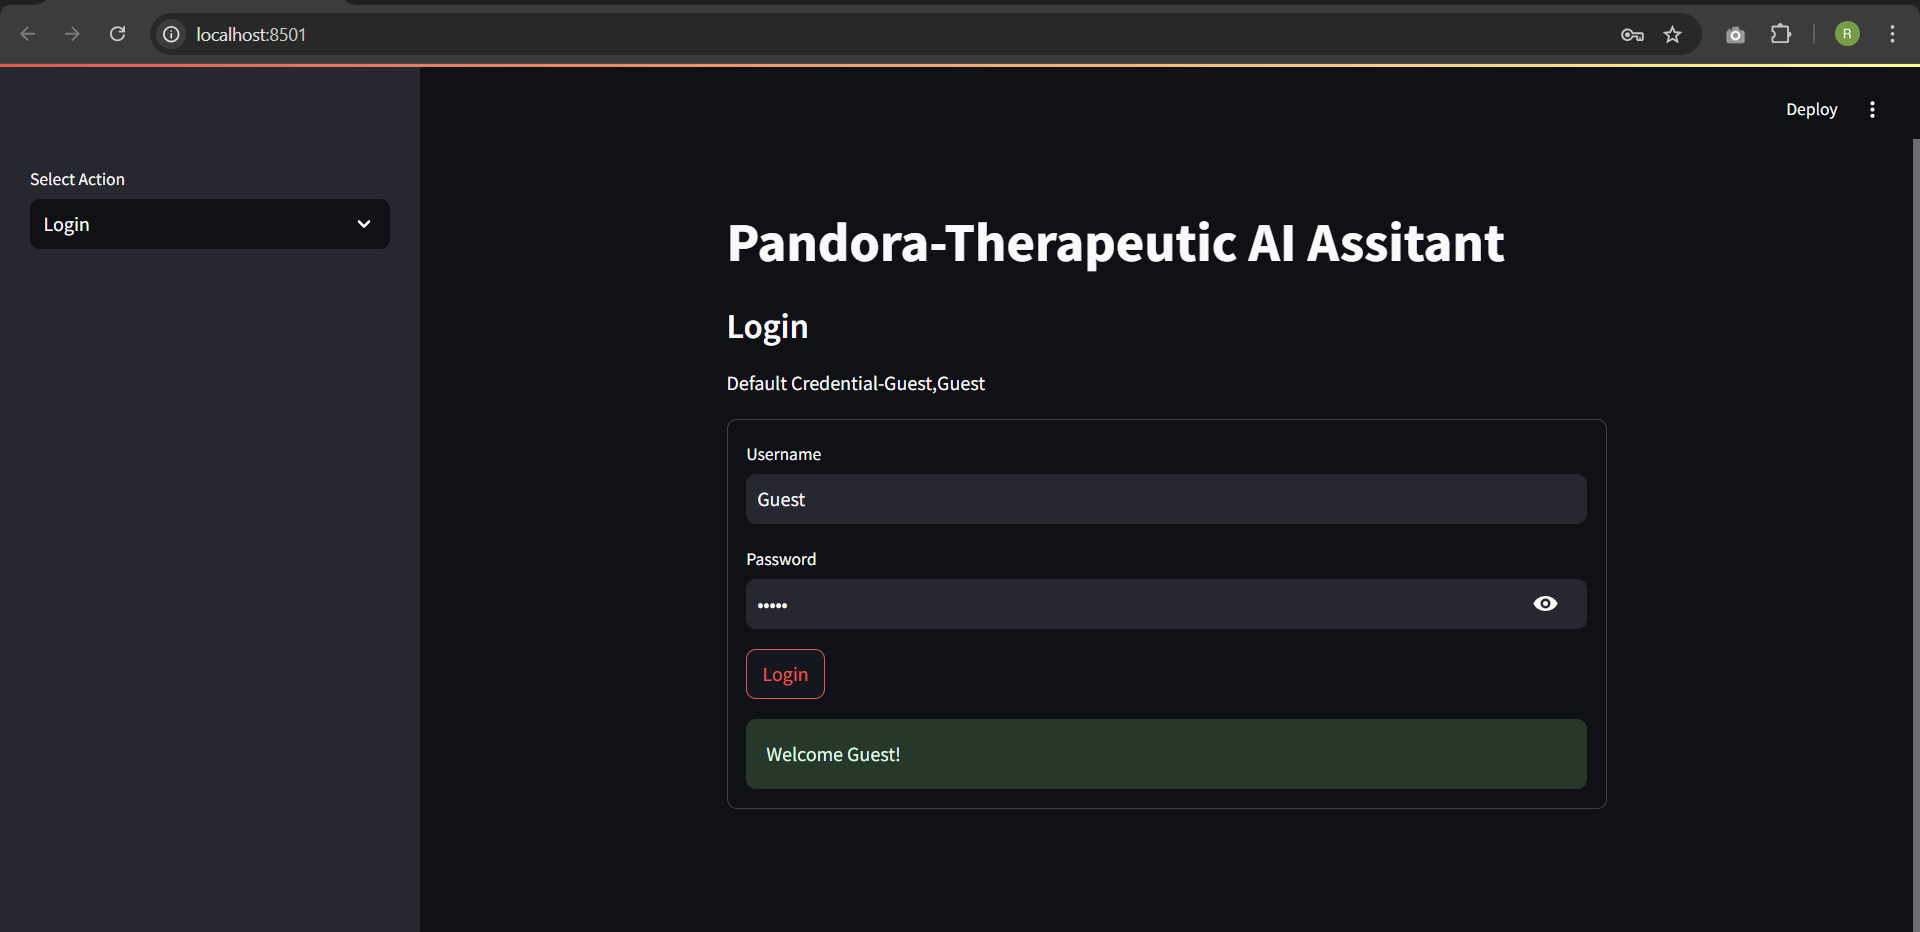 localhost:8501
R
Deploy
Select Action
Login
Pandora-Therapeutic AI Assitant
Login
Default Credential-Guest,Guest
Username
Guest
Password
•••••
Login
Welcome Guest!